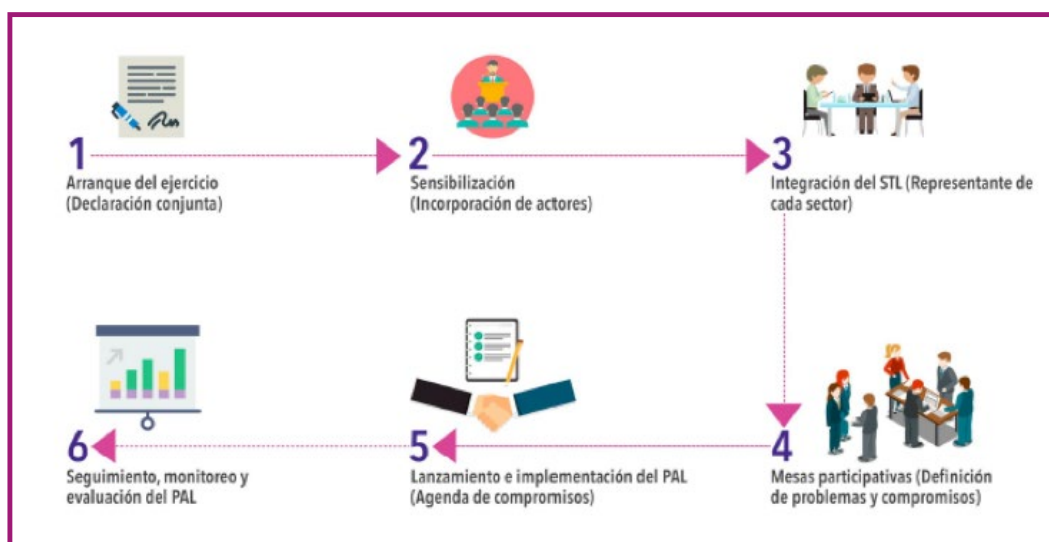 1
Arranque del ejercicio
(Declaración conjunta)
2
Sensibilización
(Incorporación de actores)
3
Integración del STL (Representante de
cada sector)
4
Mesas participativas (Definición
de problemas y compromisos)
5
Lanzamiento e implementación del PAL
(Agenda de compromisos)
6
Seguimiento, monitoreo y
evaluación del PAL